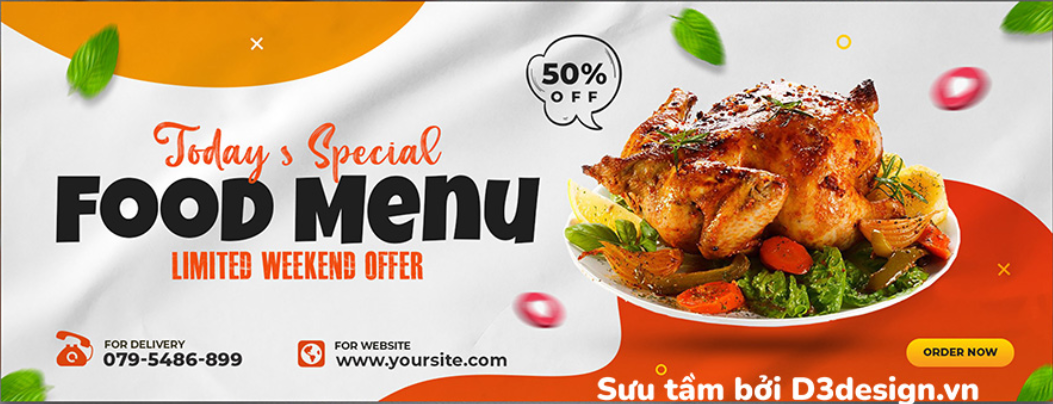 Today s Special
FOOD Menu
LIMITED WEEKEND OFFER
50%
OFF
FOR DELIVERY
079-5486-899
FOR WEBSITE
www.yoursite.com
ORDER NOW
Sưu tầm bởi D3design.vn